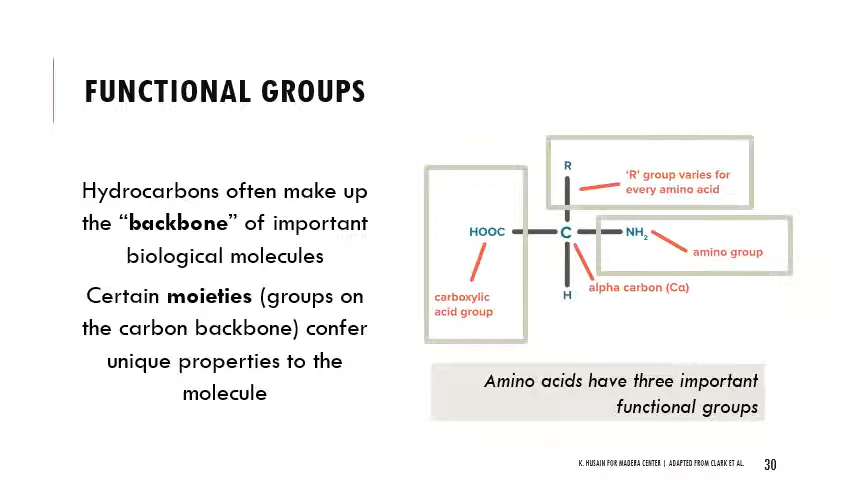 FUNCTIONAL GROUPS
Hydrocarbons often make up
the “backbone” of important
biological molecules
Certain moieties (groups on
the carbon backbone) confer
unique properties to the
molecule
R
‘R’ group varies for
every amino acid
HOOC
C
NH2
amino group
carboxylic
acid group
H
alpha carbon (Cα)
Amino acids have three important
functional groups
K. HUSAIN FOR MADERA CENTER | ADAPTED FROM CLARK ET AL.
30